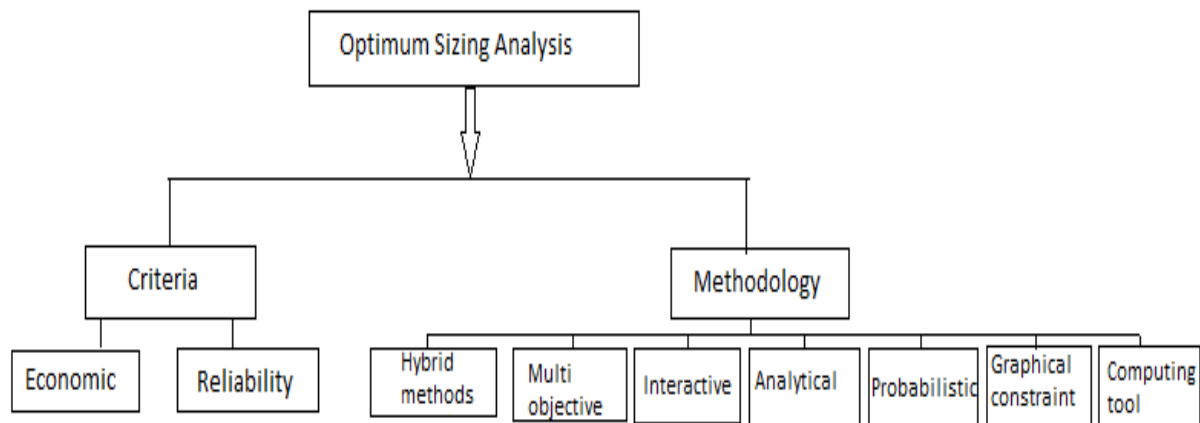 Optimum Sizing Analysis
Criteria
Methodology
Economic
Reliability
Hybrid
methods
Multi
objective
Interactive
Analytical
Probabilistic
Graphical
constraint
Computing
tool